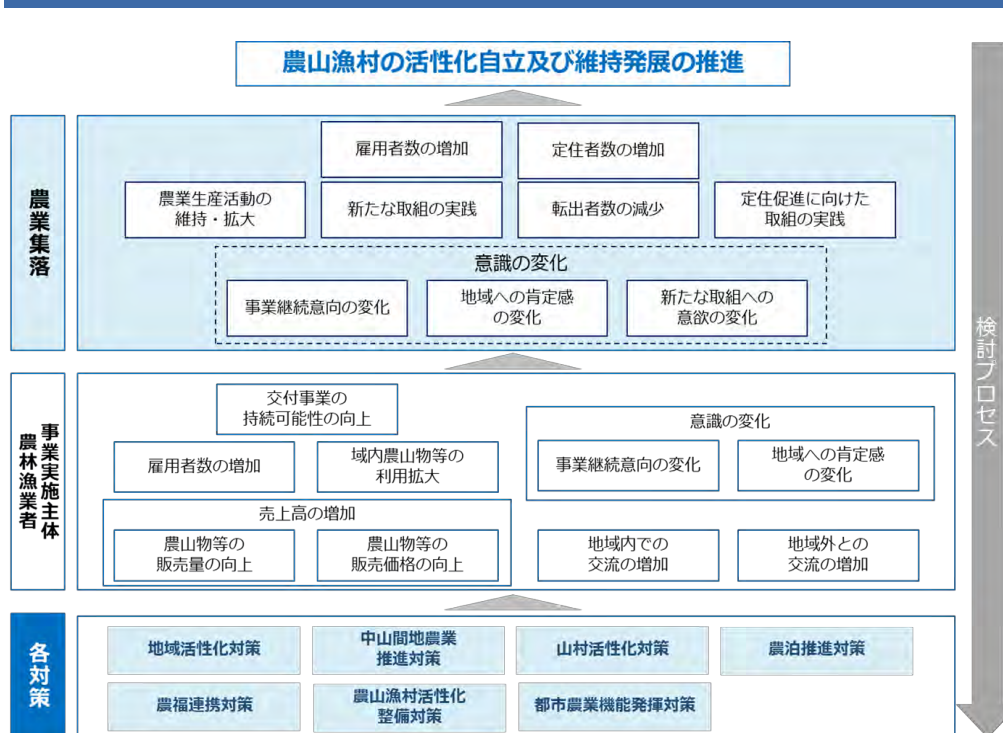 農山漁村の活性化自立及び維持発展の推進
農業集落
雇用者数の増加
定住者数の増加
農業生産活動の
維持・拡大
新たな取組の実践
転出者数の減少
定住促進に向けた
取組の実践
意識の変化
事業継続意向の変化
地域への肯定感
の変化
新たな取組への
意欲の変化
事業実施主体
農林漁業者
交付事業の
持続可能性の向上
雇用者数の増加
域内農山物等の
利用拡大
売上高の増加
農山物等の
販売量の向上
農山物等の
販売価格の向上
意識の変化
事業継続意向の変化
地域への肯定感
の変化
地域内での
交流の増加
地域外との
交流の増加
各対策
地域活性化対策
中山間地農業
推進対策
山村活性化対策
農泊推進対策
農福連携対策
農山漁村活性化
整備対策
都市農業機能発揮対策
検討プロセス